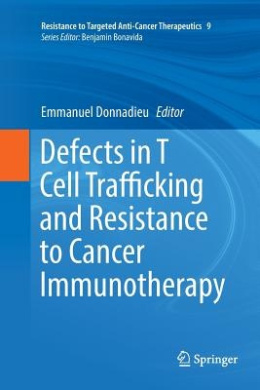 Resistance to Targeted Anti-Cancer Therapeutics 9
Series Editor: Benjamin Bonavida
Emmanuel Donnadieu Editor
Defects in T
Cell Trafficking
and Resistance
to Cancer
Immunotherapy
Springer